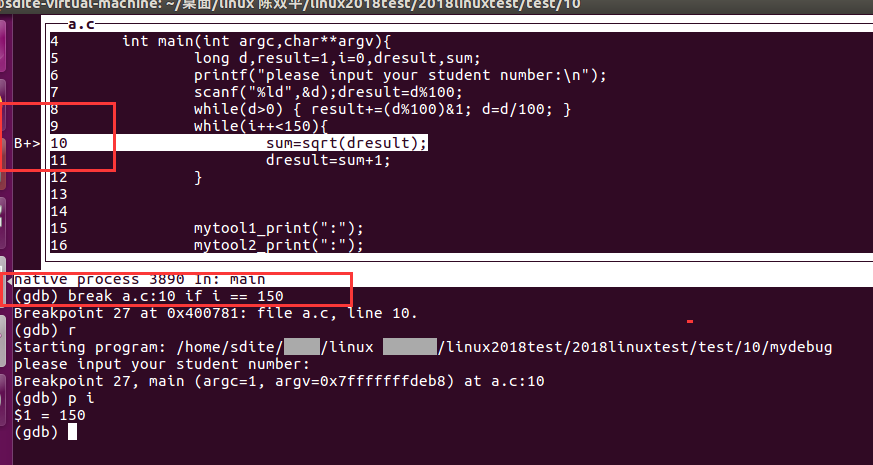 osdite-virtual-machine: ~/桌面/linux 陈双平/linux2018test/2018linuxtest/test/10
a.c
4 int main(int argc,char**argv){
5 long d,result=1,i=0,dresult,sum;
6 printf("please input your student number:\n");
7 scanf("%ld",&d);dresult=d%100;
8 while(d>0) { result+=(d%100)&1; d=d/100; }
9 while(i++<150){
B+> 10 sum=sqrt(dresult);
11 dresult=sum+1;
12 }
13
14
15 mytool1_print(":");
16 mytool2_print(":");
native process 3890 In: main
(gdb) break a.c:10 if i == 150
Breakpoint 27 at 0x400781: file a.c, line 10.
(gdb) r
Starting program: /home/sdite/ /linux /linux2018test/2018linuxtest/test/10/mydebug
please input your student number:
Breakpoint 27, main (argc=1, argv=0x7fffffffdeb8) at a.c:10
(gdb) p i
$1 = 150
(gdb)